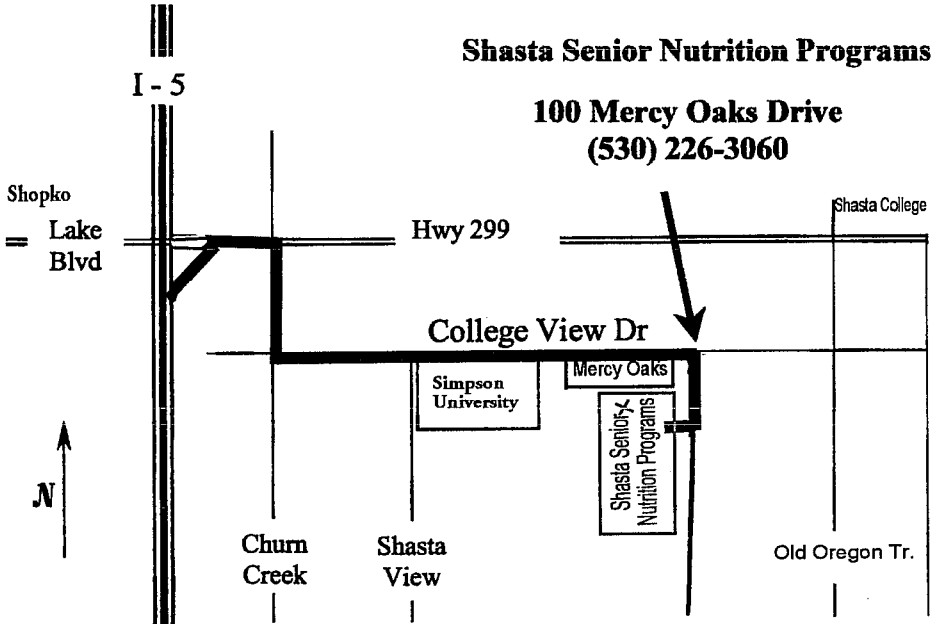 Shasta Senior Nutrition Programs
I - 5
100 Mercy Oaks Drive
(530) 226-3060
Shopko
Shasta College
Lake
Blvd
Hwy 299
College View Dr
Mercy Oaks
Simpson
University
Shasta Senior
Nutrition Programs
N
Churn
Creek
Shasta
View
Old Oregon Tr.